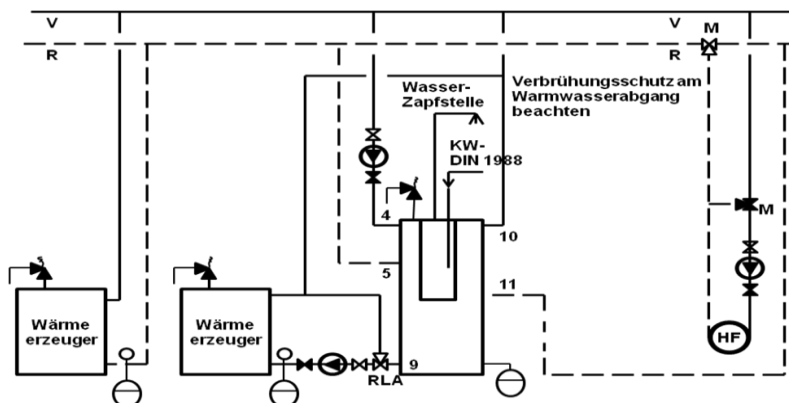 V
V
M
R
R
Wasser-
Zapfstelle
Verbrühungsschutz am
Warmwasserabgang
beachten
KW-
DIN 1988
4
M
10
5
11
Wärme
erzeuger
Wärme
erzeuger
HF
9
RLA